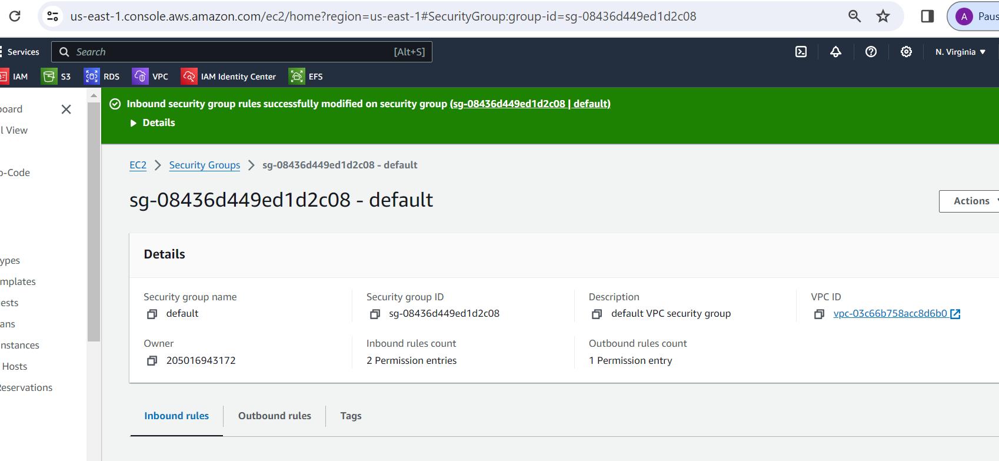 us-east-1.console.aws.amazon.com/ec2/home?region=us-east-1#SecurityGroup:group-id=sg-08436d449ed1d2c08
A Paus
Services Search [Alt+S] N. Virginia
IAM S3 RDS VPC IAM Identity Center EFS
Inbound security group rules successfully modified on security group (sg-08436d449ed1d2c08 | default)
Details
board
l View
o-Code
ypes
mplates
ests
ans
nstances
Hosts
Reservations
EC2 Security Groups sg-08436d449ed1d2c08 - default
sg-08436d449ed1d2c08 - default
Actions
Details
Security group name
default
Security group ID
sg-08436d449ed1d2c08
Description
default VPC security group
VPC ID
vpc-03c66b758acc8d6b0
Owner
205016943172
Inbound rules count
2 Permission entries
Outbound rules count
1 Permission entry
Inbound rules Outbound rules Tags